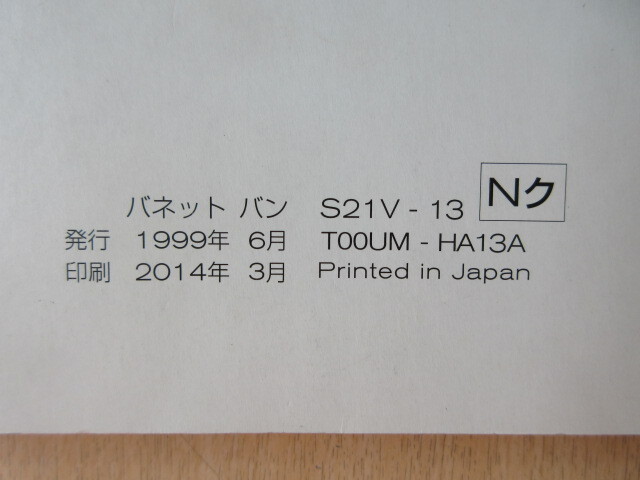 バネット バン S21V - 13 Nク
発行 1999年 6月 T00UM - HA13A
印刷 2014年 3月 Printed in Japan